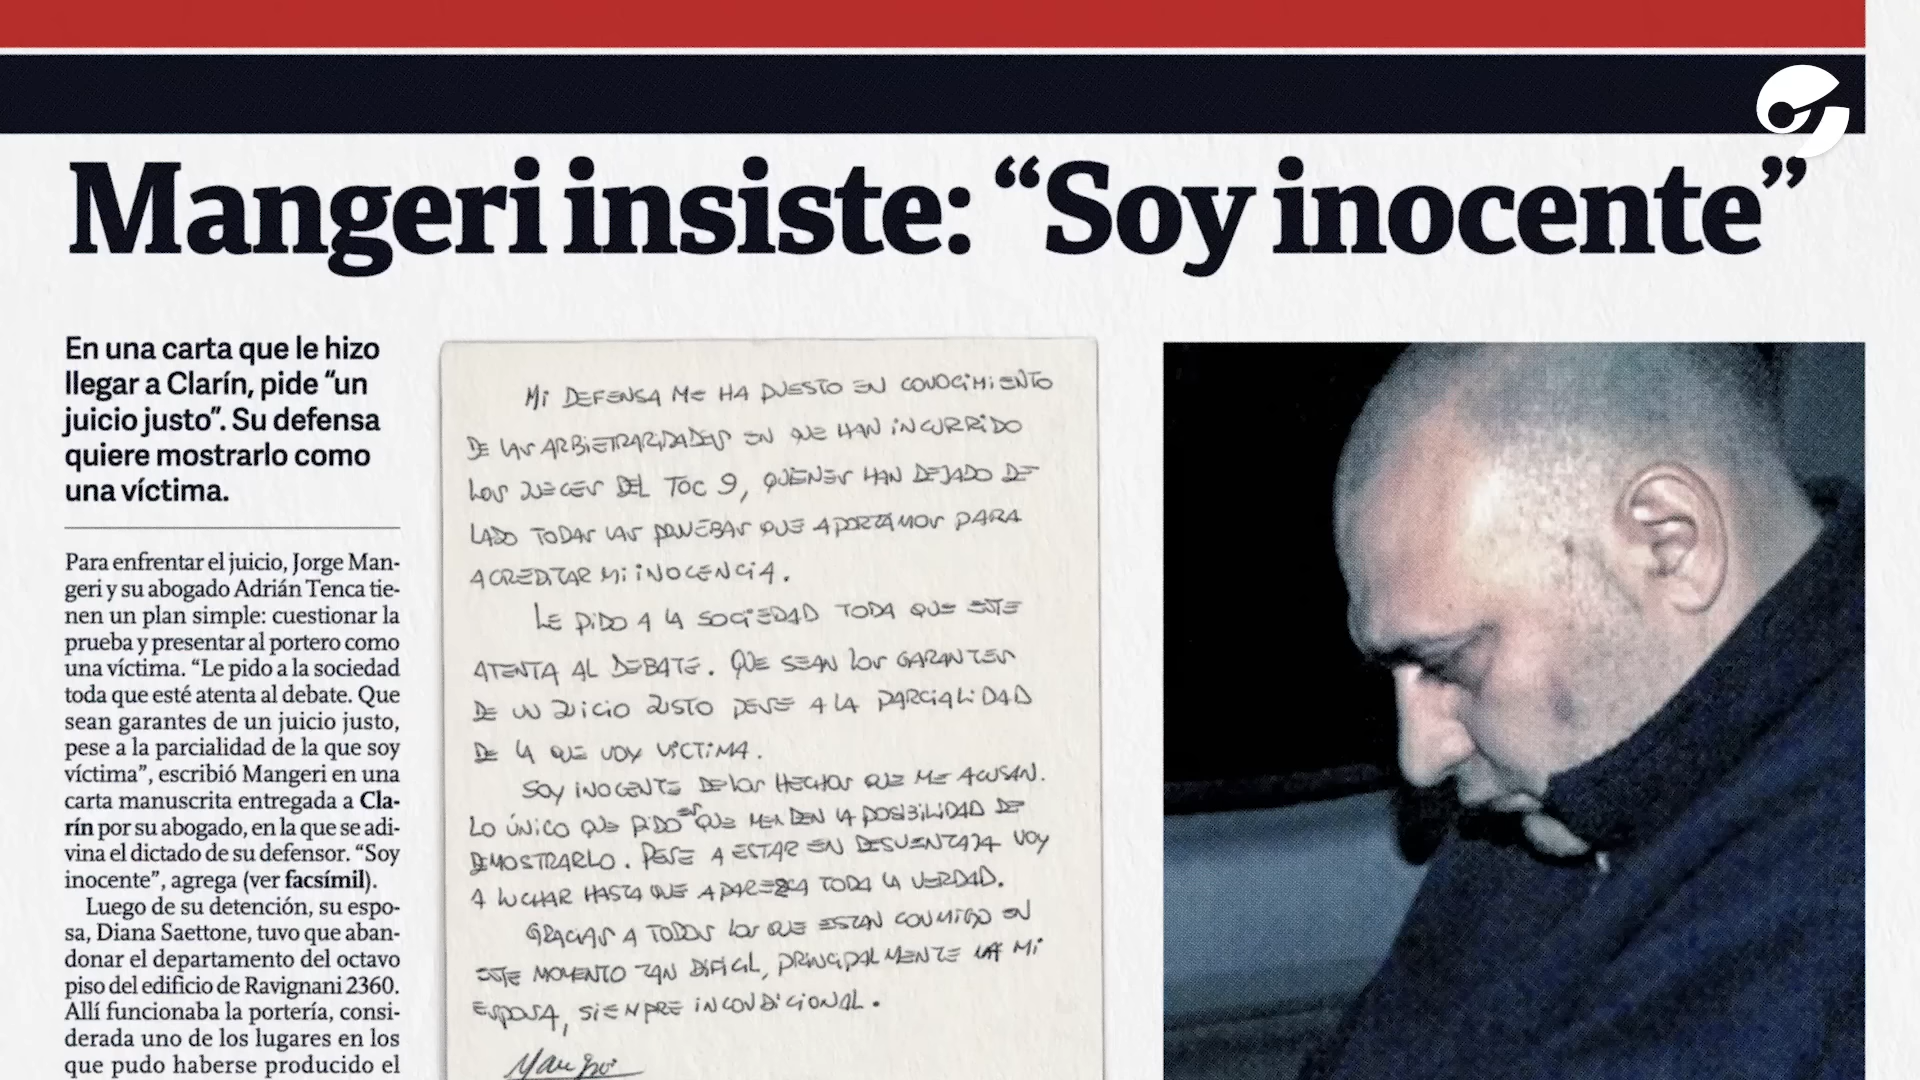 Mangeri insiste: “Soy inocente”
En una carta que le hizo
llegar a Clarín, pide “un
juicio justo”. Su defensa
quiere mostrarlo como
una víctima.
Para enfrentar el juicio, Jorge Man-
geri y su abogado Adrián Tenca tie-
nen un plan simple: cuestionar la
prueba y presentar al portero como
una víctima. “Le pido a la sociedad
toda que esté atenta al debate. Que
sean garantes de un juicio justo,
pese a la parcialidad de la que soy
víctima”, escribió Mangeri en una
carta manuscrita entregada a Cla-
rín por su abogado, en la que se adi-
vina el dictado de su defensor. “Soy
inocente”, agrega (ver facsímil).
Luego de su detención, su espo-
sa, Diana Saettone, tuvo que aban-
donar el departamento del octavo
piso del edificio de Ravignani 2360.
Allí funcionaba la portería, consi-
derada uno de los lugares en los
que pudo haberse producido el
MI DEFENSA ME HA PUESTO EN CONOCIMIENTO
DE LAS ARBIETRARIDADES EN QUE HAN INCURRIDO
LOS JUECES DEL TOC 9, QUIENES HAN DEJADO DE
LADO TODAS LAS PRUEBAS QUE APORTAMOS PARA
ACREDITAR MI INOCENCIA.
LE PIDO A LA SOCIEDAD TODA QUE ESTE
ATENTA AL DEBATE. QUE SEAN LOS GARANTES
DE UN JUICIO JUSTO PESE A LA PARCIALIDAD
DE LA QUE SOY VICTIMA.
SOY INOCENTE DE LOS HECHOS QUE ME ACUSAN.
LO ÚNICO QUE PIDO ES QUE ME DEN LA POSIBILIDAD DE
DEMOSTRARLO. PESE A ESTAR EN DESVENTAJA VOY
A LUCHAR HASTA QUE APAREZCA TODA LA VERDAD.
GRACIAS A TODOS LOS QUE ESTAN CONMIGO EN
ESTE MOMENTO TAN DIFICIL, PRINCIPALMENTE A MI
ESPOSA, SIEMPRE INCONDICIONAL.
Mangeri